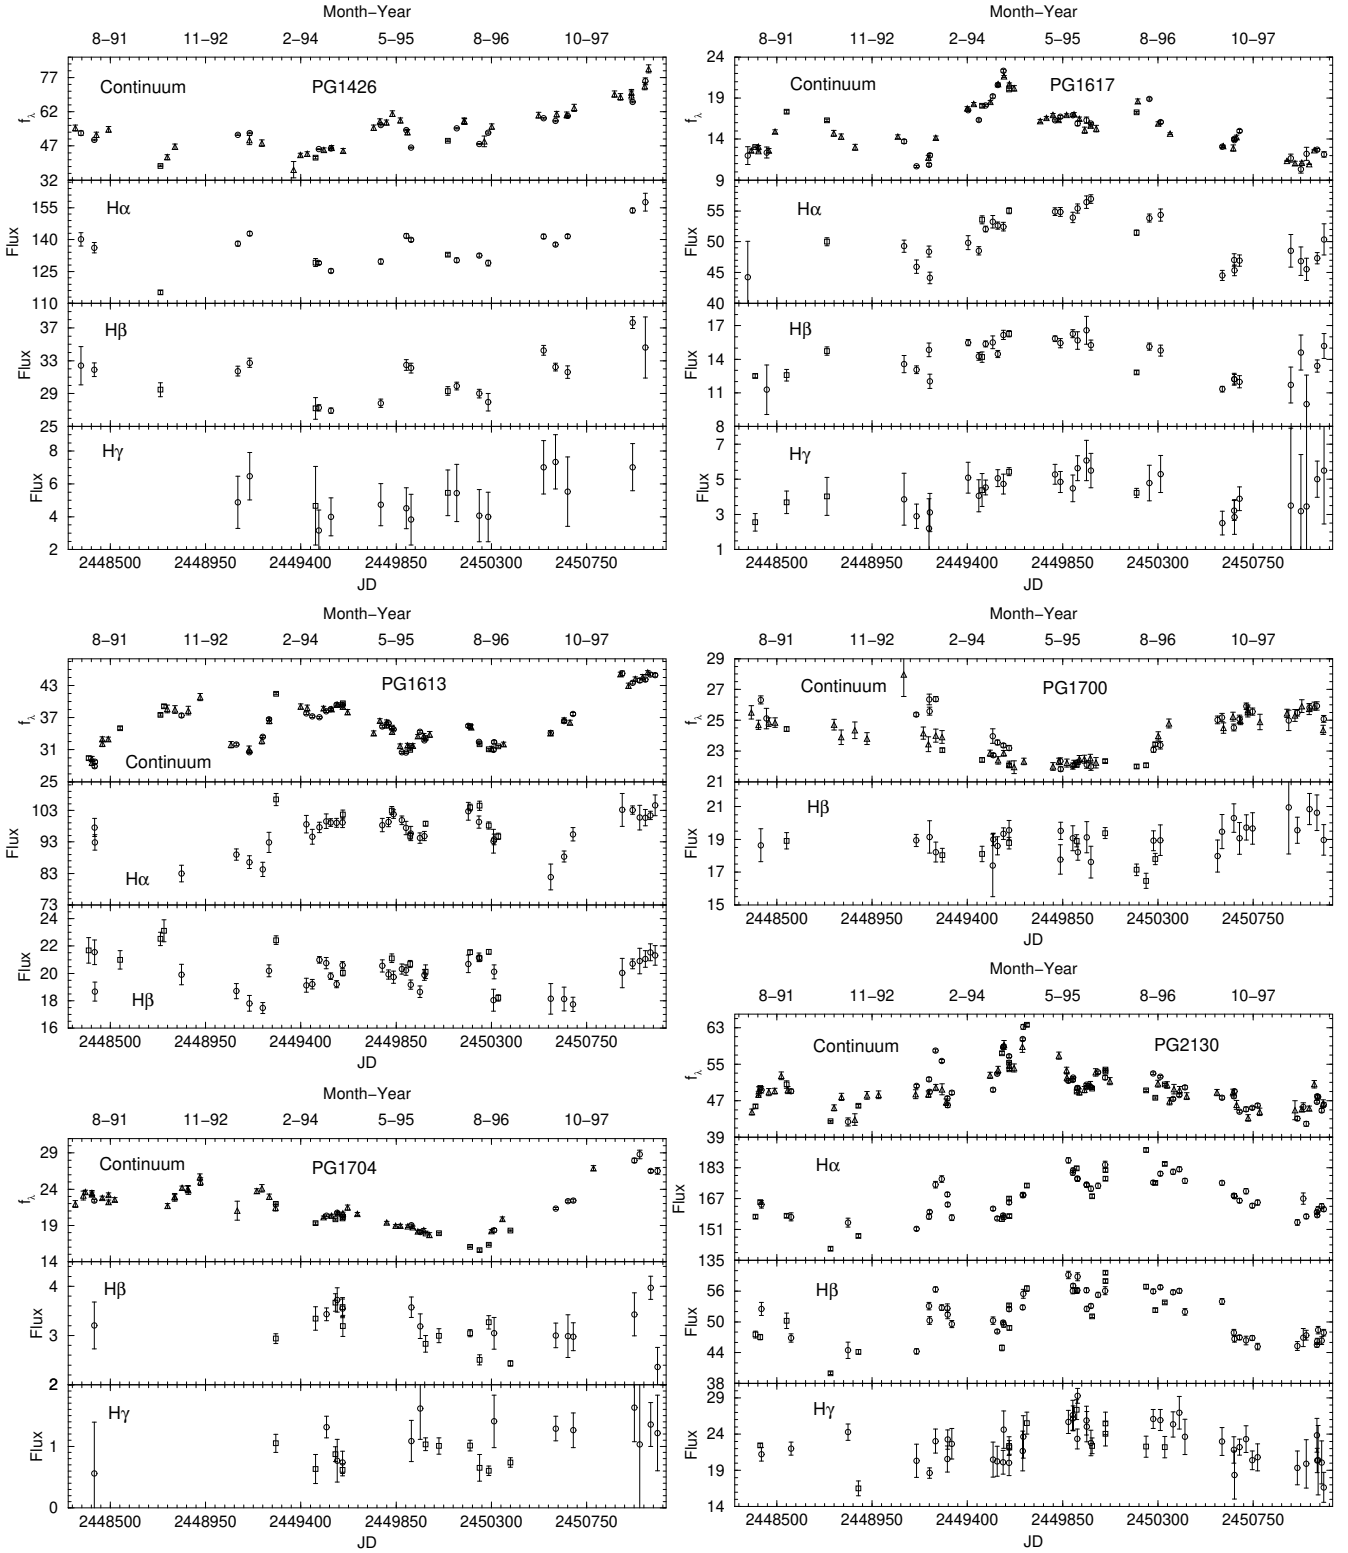 Month−Year
8−91 11−92 2−94 5−95 8−96 10−97
Continuum PG1426
fλ
77
62
47
32
Hα
Flux
155
140
125
110
Hβ
Flux
37
33
29
25
Hγ
Flux
8
6
4
2
2448500 2448950 2449400 2449850 2450300 2450750
JD
Month−Year
8−91 11−92 2−94 5−95 8−96 10−97
Continuum PG1617
fλ
24
19
14
9
Hα
Flux
55
50
45
40
Hβ
Flux
17
14
11
8
Hγ
Flux
7
5
3
1
2448500 2448950 2449400 2449850 2450300 2450750
JD
Month−Year
8−91 11−92 2−94 5−95 8−96 10−97
PG1613
Continuum
fλ
43
37
31
25
Hα
Flux
103
93
83
73
Hβ
Flux
24
22
20
18
16
2448500 2448950 2449400 2449850 2450300 2450750
JD
Month−Year
8−91 11−92 2−94 5−95 8−96 10−97
Continuum PG1700
fλ
29
27
25
23
21
Hβ
Flux
21
19
17
15
2448500 2448950 2449400 2449850 2450300 2450750
JD
Month−Year
8−91 11−92 2−94 5−95 8−96 10−97
Continuum PG1704
fλ
29
24
19
14
Hβ
Flux
4
3
2
Hγ
Flux
2
1
0
2448500 2448950 2449400 2449850 2450300 2450750
JD
Month−Year
8−91 11−92 2−94 5−95 8−96 10−97
Continuum PG2130
fλ
63
55
47
39
Hα
Flux
183
167
151
135
Hβ
Flux
56
50
44
38
Hγ
Flux
29
24
19
14
2448500 2448950 2449400 2449850 2450300 2450750
JD